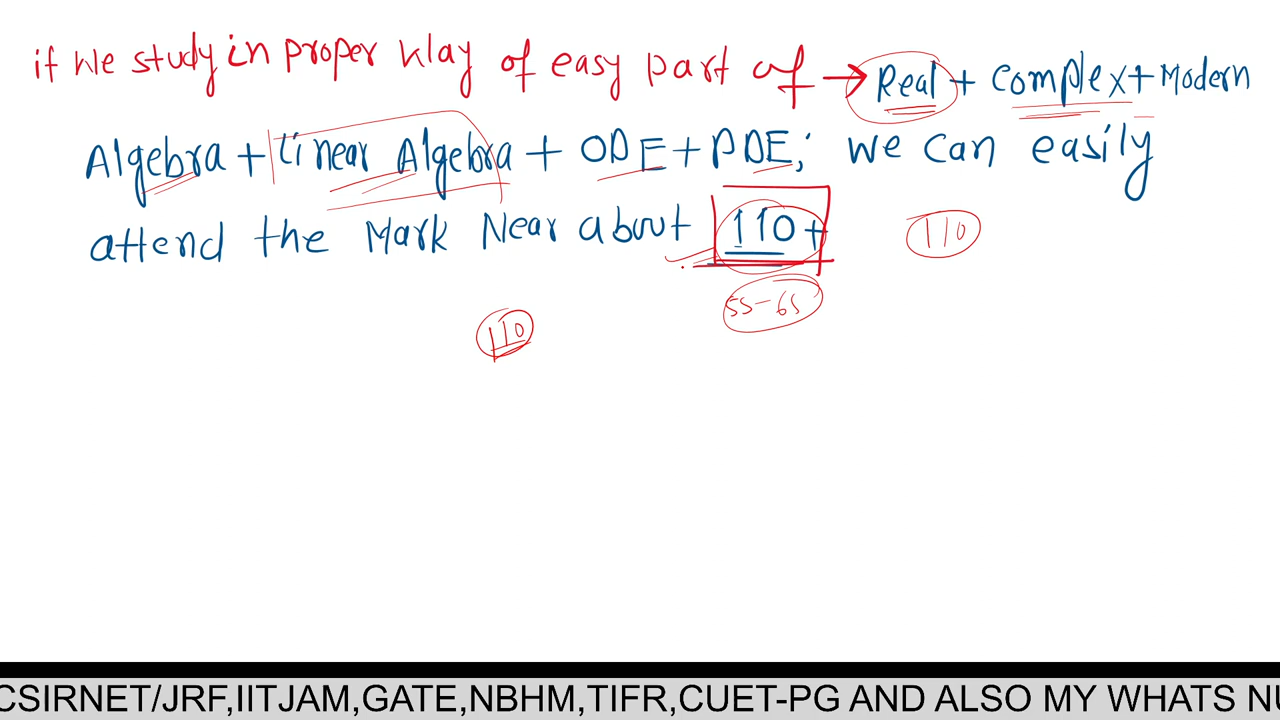 if we study in proper way of easy part of → Real + Complex + Modern
Algebra + Linear Algebra + ODE + PDE; we can easily
attend the Mark Near about 110+ 110
55-65
110
CSIRNET/JRF,IITJAM,GATE,NBHM,TIFR,CUET-PG AND ALSO MY WHATS NU